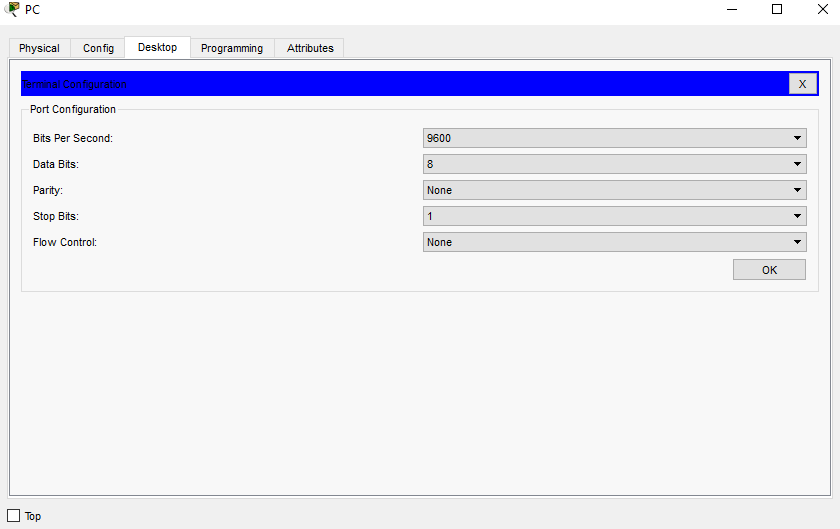 PC
Physical Config Desktop Programming Attributes
Terminal Configuration X
Port Configuration
Bits Per Second: 9600
Data Bits: 8
Parity: None
Stop Bits: 1
Flow Control: None
OK
Top